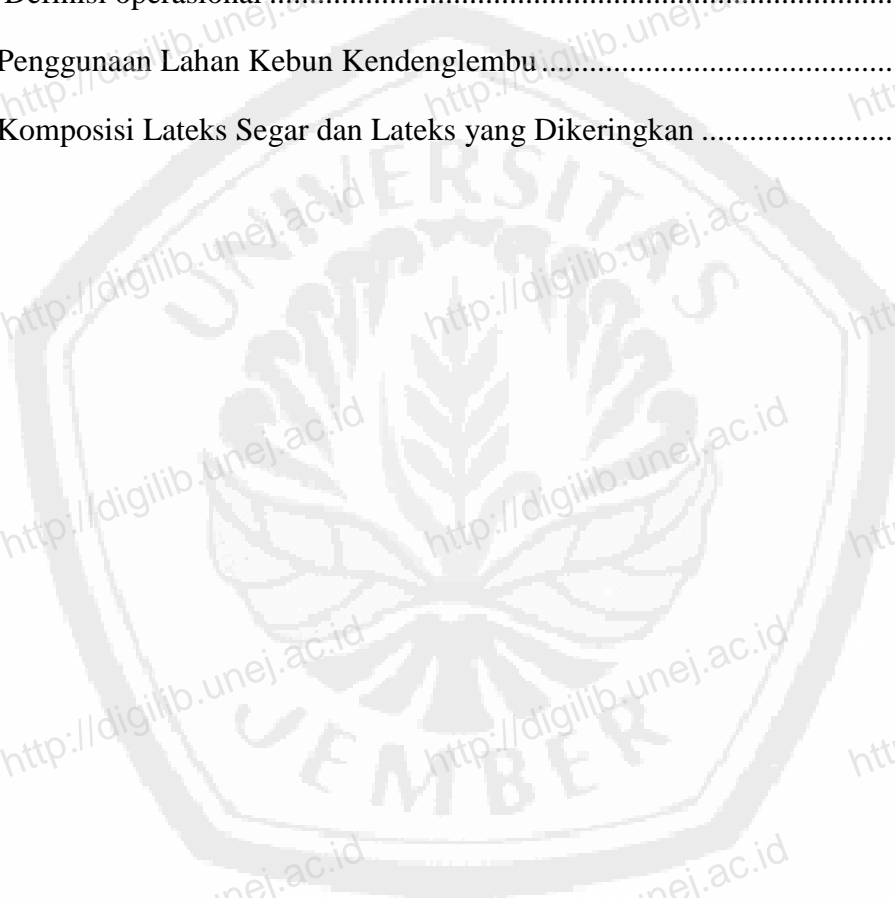 Definisi operasional ........................................................................
Penggunaan Lahan Kebun Kendenglembu ......................................
Komposisi Lateks Segar dan Lateks yang Dikeringkan .....................
UNIVERSITAS
JEMBER
http://digilib.unej.ac.id
http://digilib.unej.ac.id
http://digilib.unej.ac.id
http://digilib.unej.ac.id
http://digilib.unej.ac.id
http://digilib.unej.ac.id
http://digilib.unej.ac.id
http://digilib.unej.ac.id